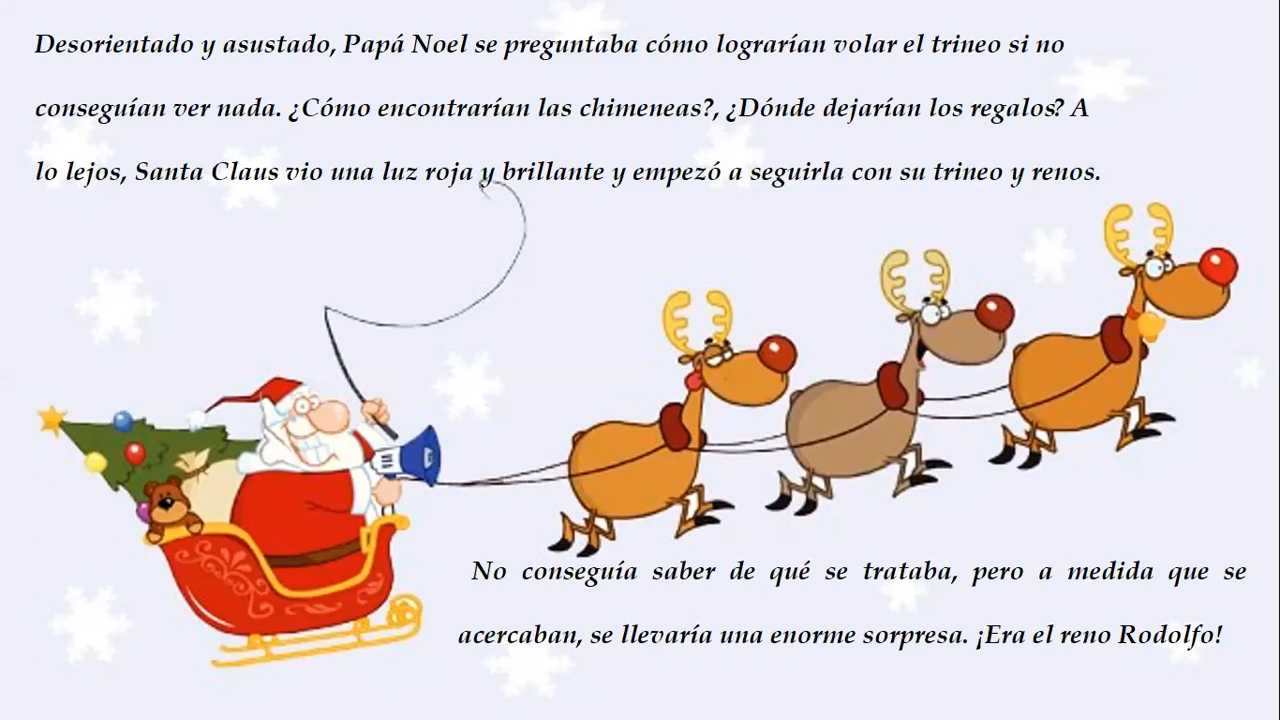 Desorientado y asustado, Papá Noel se preguntaba cómo lograrían volar el trineo si no
conseguían ver nada. ¿Cómo encontrarían las chimeneas?, ¿Dónde dejarían los regalos? A
lo lejos, Santa Claus vio una luz roja y brillante y empezó a seguirla con su trineo y renos.
No conseguía saber de qué se trataba, pero a medida que se
acercaban, se llevaría una enorme sorpresa. ¡Era el reno Rodolfo!